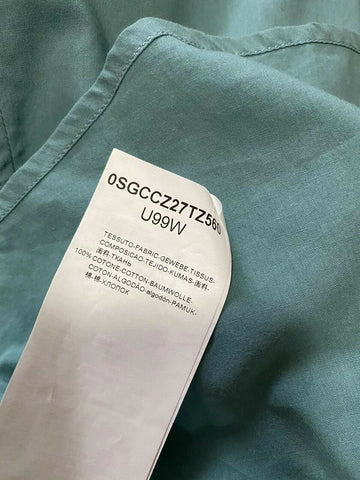 0SGCCZ27TZ560
U99W
TESSUTO-FABRIC-GEWEBE-TISSUS-
COMPOSICAO-TEJIDO-KUMAS-面
料-ТКАНЬ
100%COTONE-COTTON-BAUMWOLLE-
COTON-ALGODÃO-algodón-PAMUK-
棉-棉-ХЛОПОК